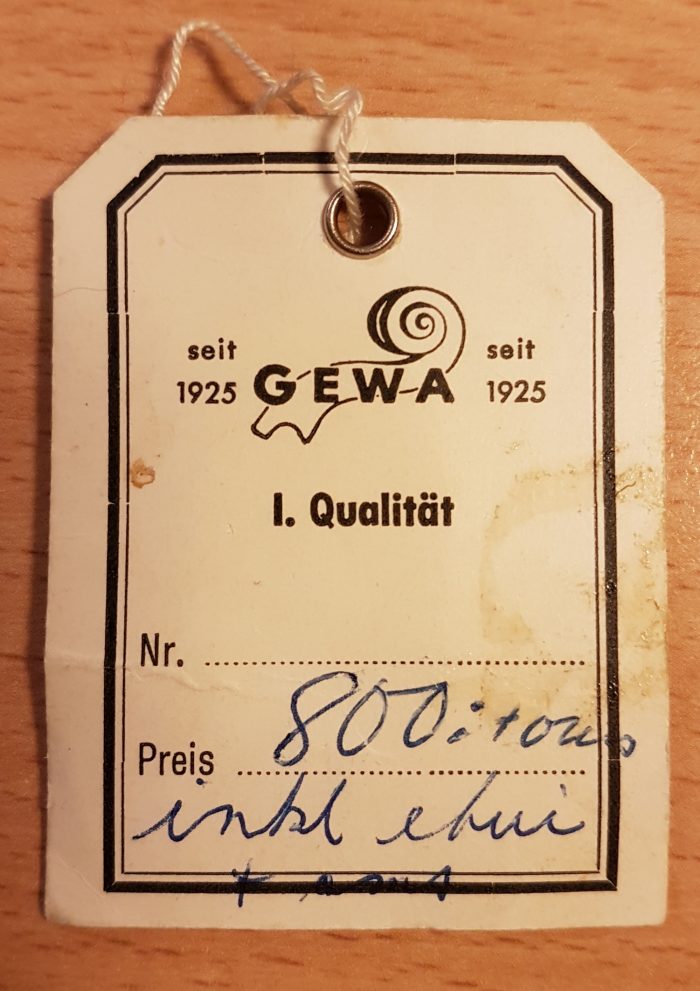 seit seit
1925 GEWA 1925
I. Qualität
Nr.
800:
Preis
inkl etui
+